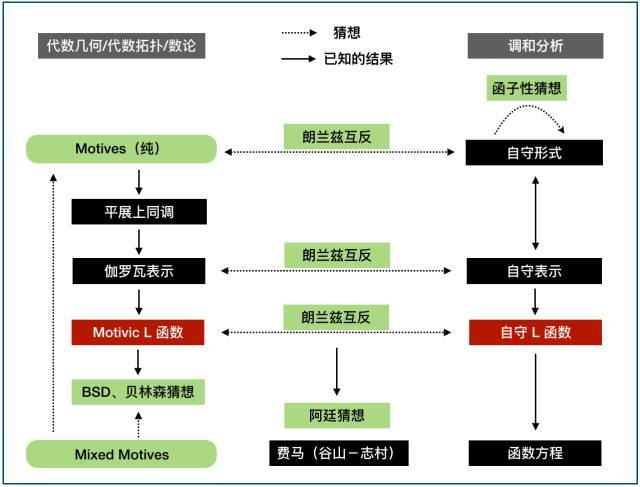 代数几何/代数拓扑/数论
猜想
已知的结果
调和分析
函子性猜想
Motives（纯）
朗兰兹互反
自守形式
平展上同调
伽罗瓦表示
朗兰兹互反
自守表示
Motivic L 函数
朗兰兹互反
自守 L 函数
BSD、贝林森猜想
阿廷猜想
Mixed Motives
费马（谷山－志村）
函数方程